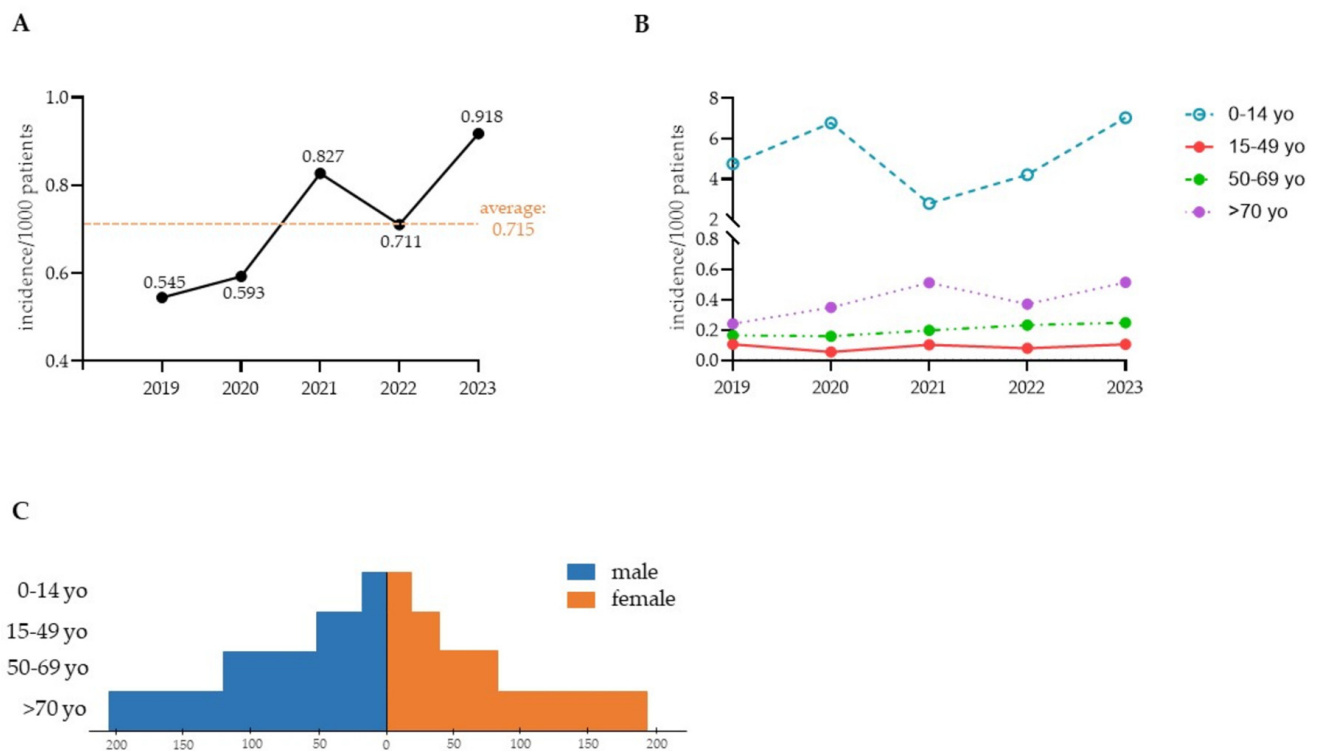 A
incidence/1000 patients
1.0
0.8
0.6
0.4
0.545
0.593
0.827
0.711
0.918
average:
0.715
2019 2020 2021 2022 2023
B
incidence/1000 patients
8
6
4
2
0.8
0.6
0.4
0.2
0.0
2019 2020 2021 2022 2023
0-14 yo
15-49 yo
50-69 yo
>70 yo
C
0-14 yo
15-49 yo
50-69 yo
>70 yo
200 150 100 50 0 50 100 150 200
male
female